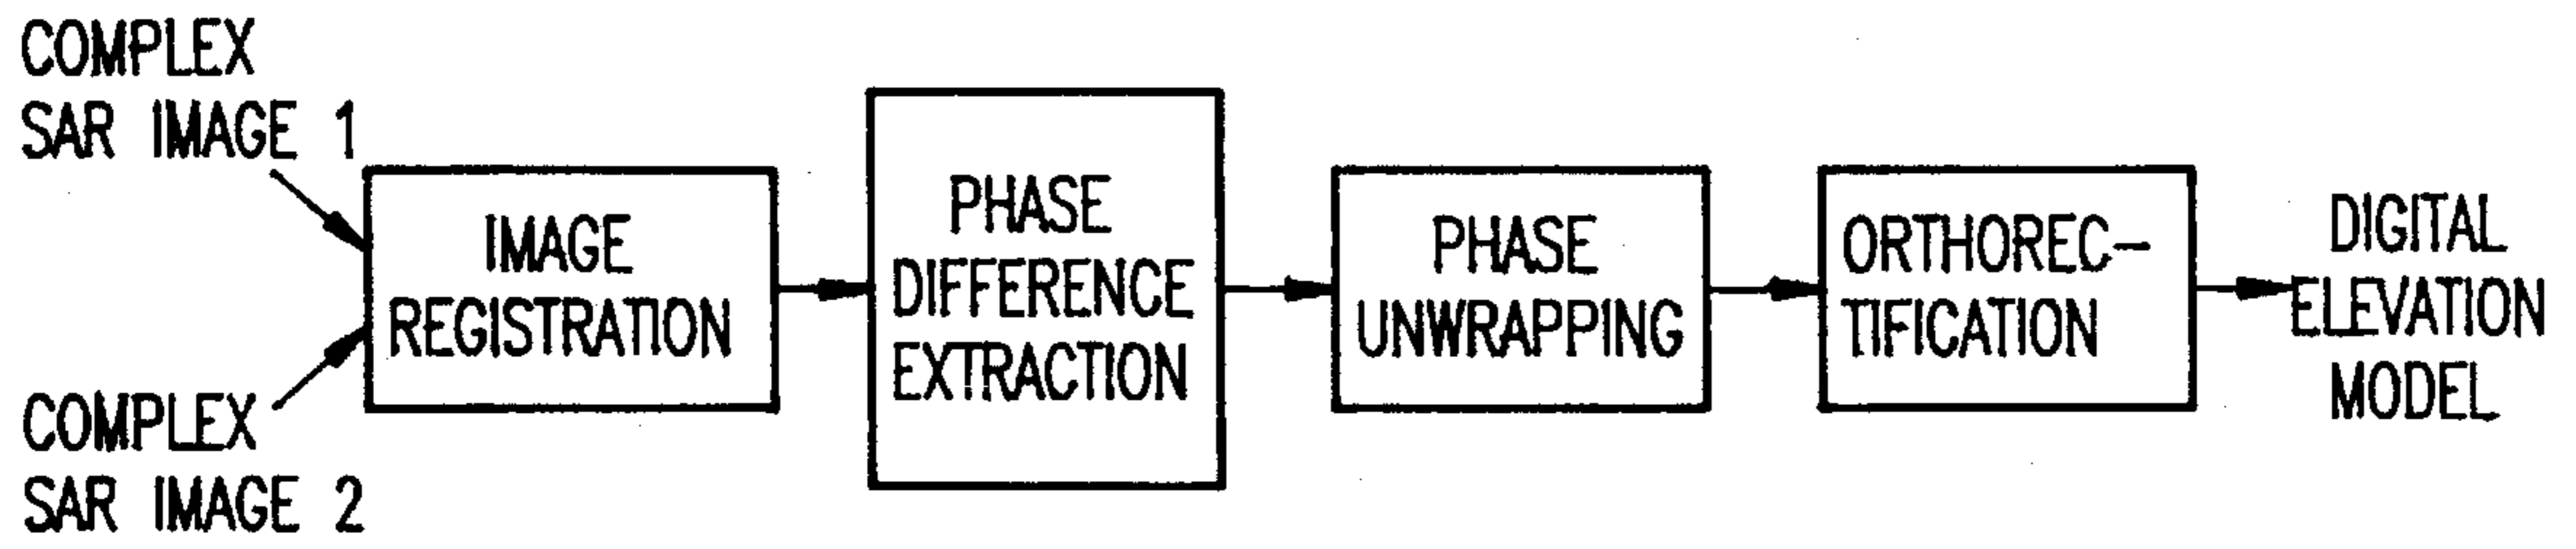 COMPLEX
SAR IMAGE 1
COMPLEX
SAR IMAGE 2
IMAGE
REGISTRATION
PHASE
DIFFERENCE
EXTRACTION
PHASE
UNWRAPPING
ORTHOREC-
TIFICATION
DIGITAL
ELEVATION
MODEL